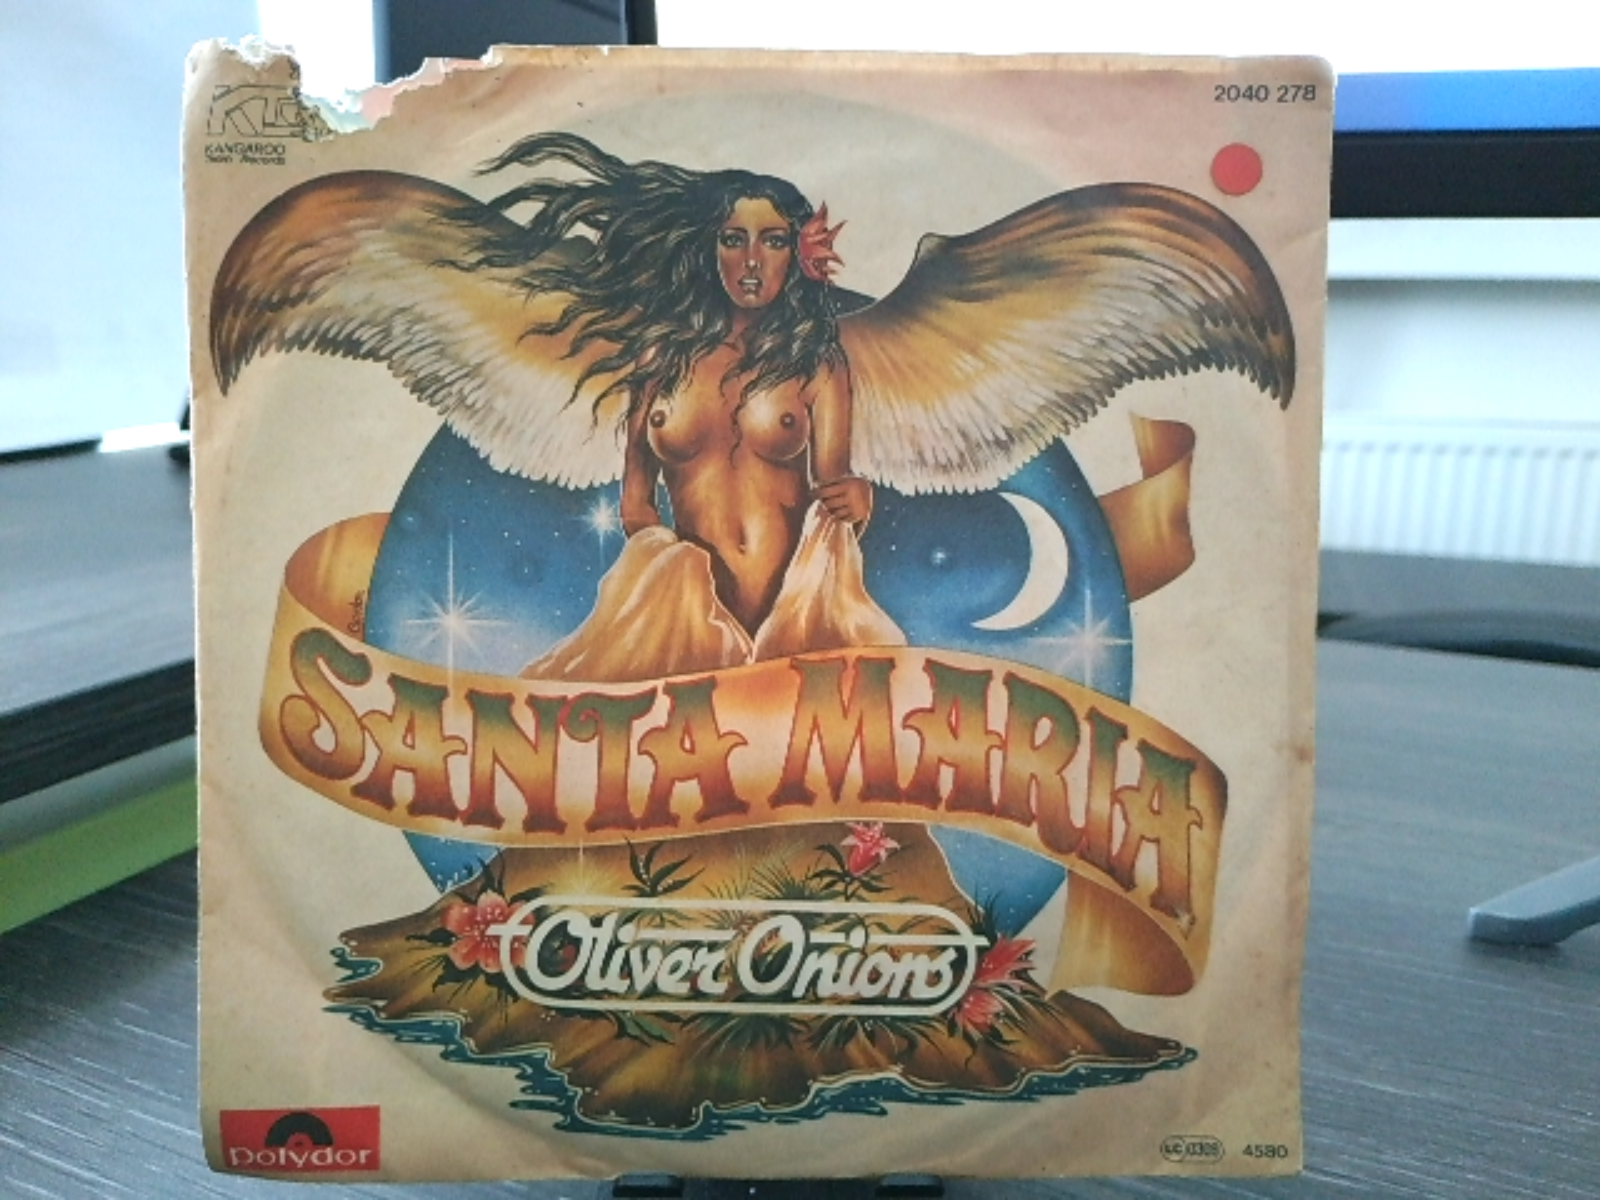 2040 278
KANGAROO
Team Records
SANTA MARIA
Oliver Onions
polydor
LC 0309
4580